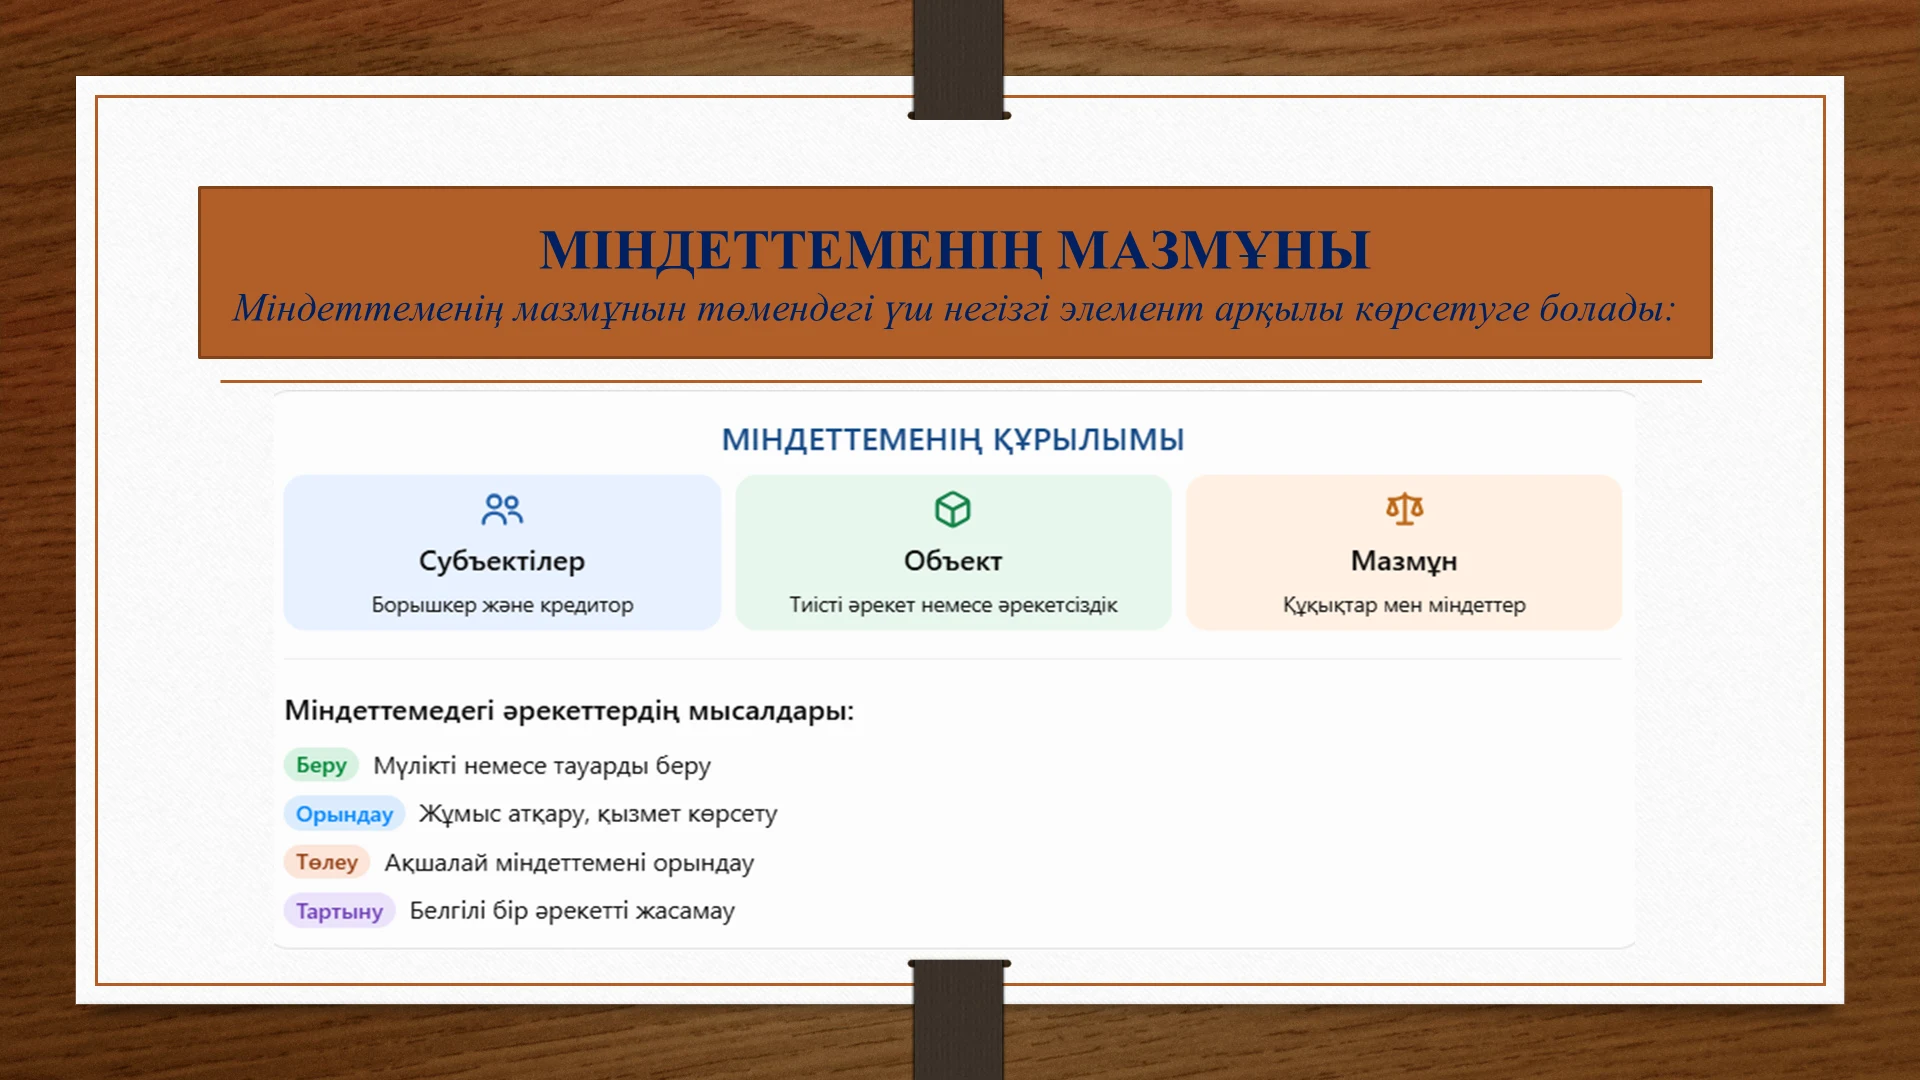 МІНДЕТТЕМЕНІҢ МАЗМҰНЫ
Міндеттеменің мазмұнын төмендегі үш негізгі элемент арқылы көрсетуге болады:
МІНДЕТТЕМЕНІҢ ҚҰРЫЛЫМЫ
Субъектілер
Борышкер және кредитор
Объект
Тиісті әрекет немесе әрекетсіздік
Мазмұн
Құқықтар мен міндеттер
Міндеттемедегі әрекеттердің мысалдары:
Беру Мүлікті немесе тауарды беру
Орындау Жұмыс атқару, қызмет көрсету
Төлеу Ақшалай міндеттемені орындау
Тартыну Белгілі бір әрекетті жасамау